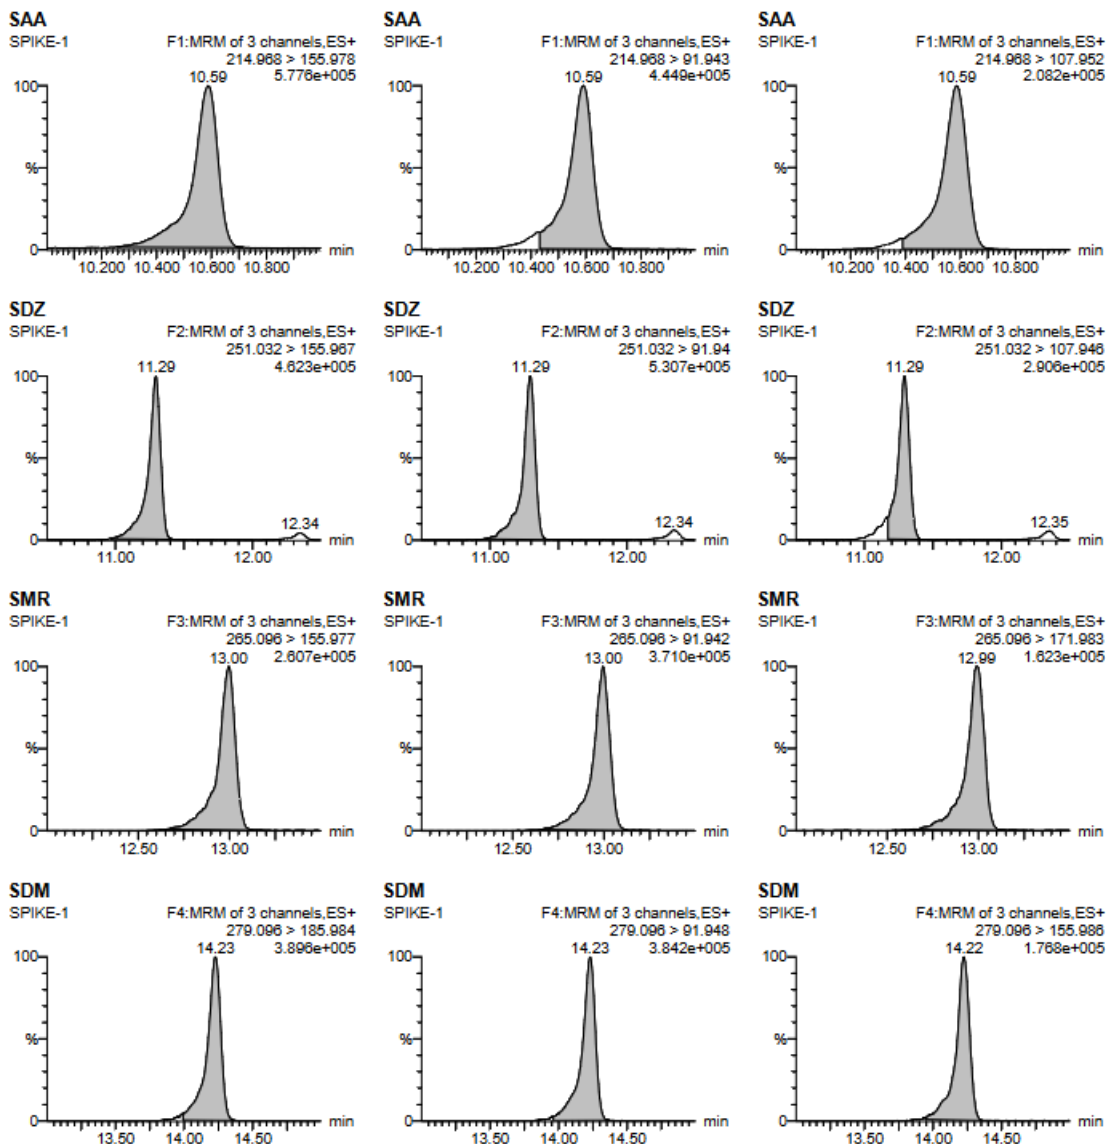 SAA
SPIKE-1 F1:MRM of 3 channels,ES+
214.968 > 155.978
10.59 5.776e+005
100
%
0
min
10.200 10.400 10.600 10.800
SAA
SPIKE-1 F1:MRM of 3 channels,ES+
214.968 > 91.943
10.59 4.449e+005
100
%
0
min
10.200 10.400 10.600 10.800
SAA
SPIKE-1 F1:MRM of 3 channels,ES+
214.968 > 107.952
10.59 2.082e+005
100
%
0
min
10.200 10.400 10.600 10.800
SDZ
SPIKE-1 F2:MRM of 3 channels,ES+
251.032 > 155.967
11.29 4.623e+005
100
%
12.34
0
min
11.00 12.00
SDZ
SPIKE-1 F2:MRM of 3 channels,ES+
251.032 > 91.94
11.29 5.307e+005
100
%
12.34
0
min
11.00 12.00
SDZ
SPIKE-1 F2:MRM of 3 channels,ES+
251.032 > 107.946
11.29 2.906e+005
100
%
12.35
0
min
11.00 12.00
SMR
SPIKE-1 F3:MRM of 3 channels,ES+
265.096 > 155.977
13.00 2.607e+005
100
%
0
min
12.50 13.00
SMR
SPIKE-1 F3:MRM of 3 channels,ES+
265.096 > 91.942
13.00 3.710e+005
100
%
0
min
12.50 13.00
SMR
SPIKE-1 F3:MRM of 3 channels,ES+
265.096 > 171.983
12.99 1.623e+005
100
%
0
min
12.50 13.00
SDM
SPIKE-1 F4:MRM of 3 channels,ES+
279.096 > 185.984
14.23 3.896e+005
100
%
0
min
13.50 14.00 14.50
SDM
SPIKE-1 F4:MRM of 3 channels,ES+
279.096 > 91.948
14.23 3.842e+005
100
%
0
min
13.50 14.00 14.50
SDM
SPIKE-1 F4:MRM of 3 channels,ES+
279.096 > 155.986
14.22 1.768e+005
100
%
0
min
13.50 14.00 14.50